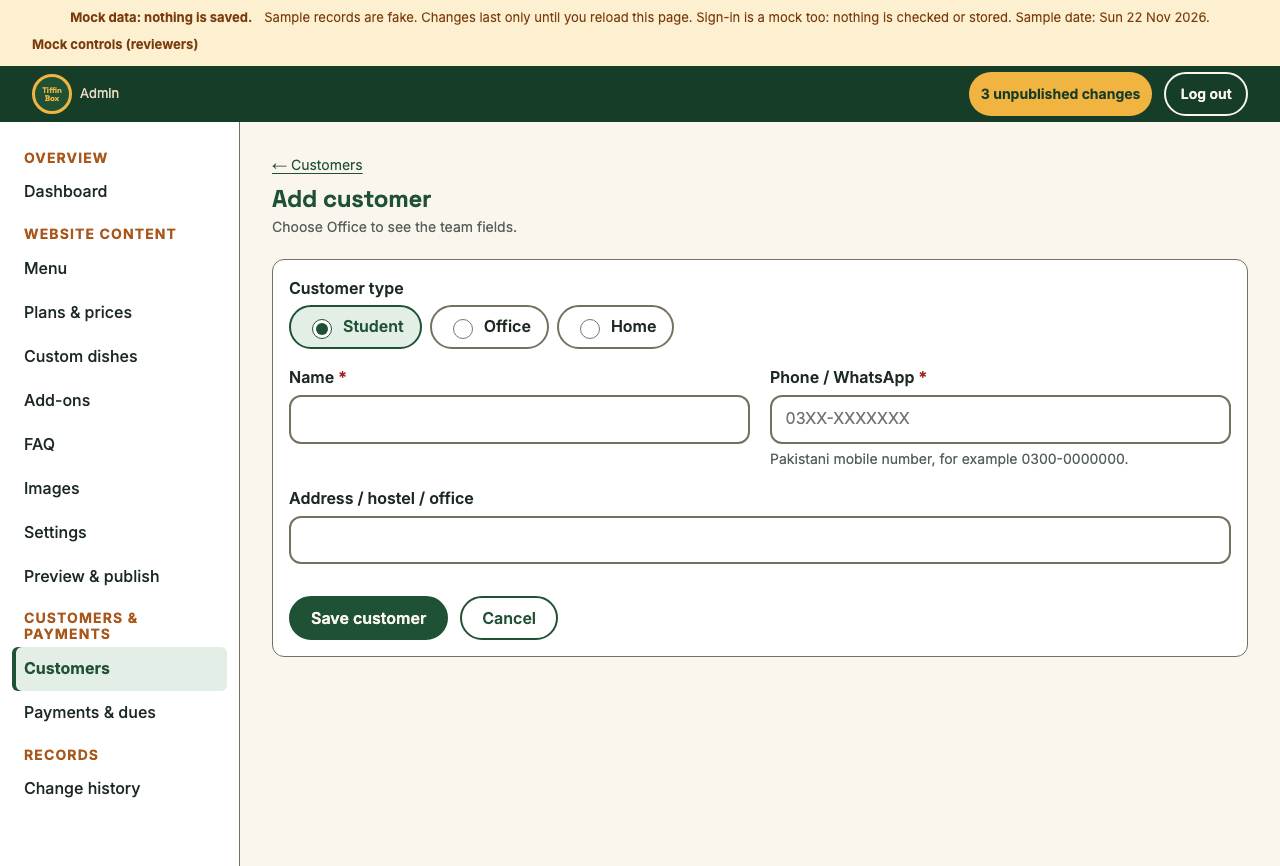 Mock data: nothing is saved. Sample records are fake. Changes last only until you reload this page. Sign-in is a mock too: nothing is checked or stored. Sample date: Sun 22 Nov 2026.
Mock controls (reviewers)
Tiffin
Box
Admin
3 unpublished changes
Log out
OVERVIEW
Dashboard
WEBSITE CONTENT
Menu
Plans & prices
Custom dishes
Add-ons
FAQ
Images
Settings
Preview & publish
CUSTOMERS &
PAYMENTS
Customers
Payments & dues
RECORDS
Change history
← Customers
Add customer
Choose Office to see the team fields.
Customer type
Student
Office
Home
Name *
Phone / WhatsApp *
03XX-XXXXXXX
Pakistani mobile number, for example 0300-0000000.
Address / hostel / office
Save customer
Cancel